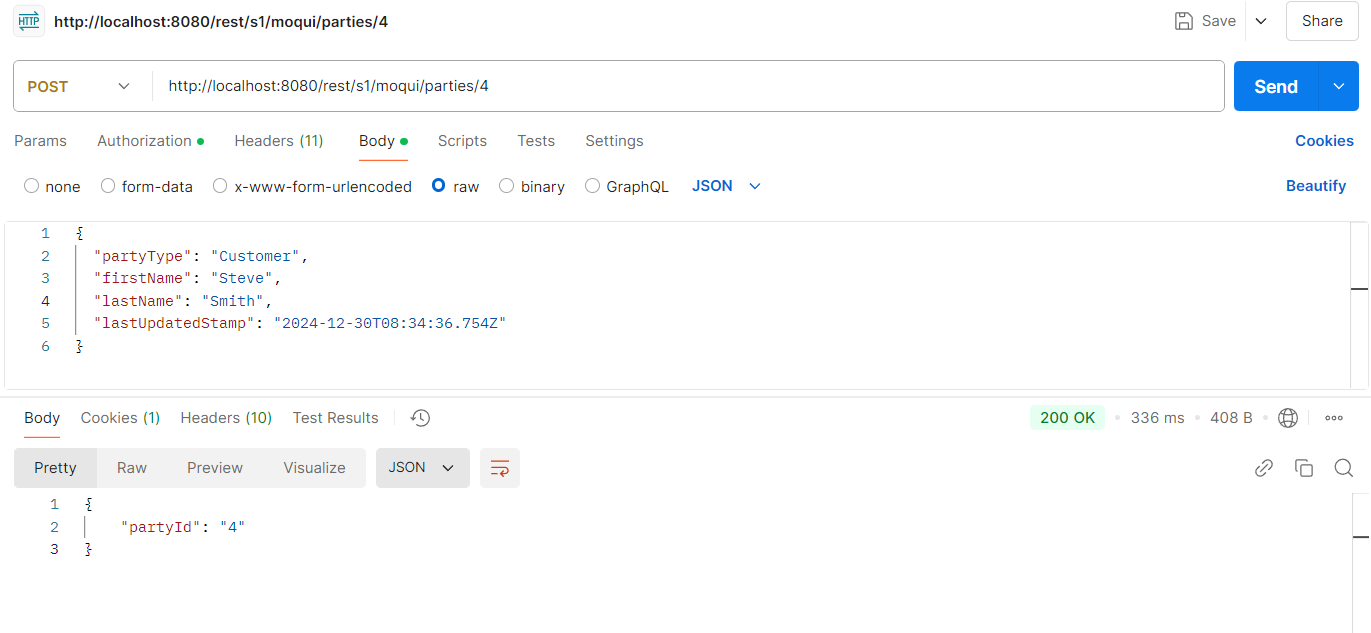 HTTP http://localhost:8080/rest/s1/moqui/parties/4 Save Share
POST http://localhost:8080/rest/s1/moqui/parties/4 Send
Params Authorization Headers (11) Body Scripts Tests Settings Cookies
none form-data x-www-form-urlencoded raw binary GraphQL JSON Beautify
1 {
2 "partyType": "Customer",
3 "firstName": "Steve",
4 "lastName": "Smith",
5 "lastUpdatedStamp": "2024-12-30T08:34:36.754Z"
6 }
Body Cookies (1) Headers (10) Test Results 200 OK 336 ms 408 B
Pretty Raw Preview Visualize JSON
1 {
2 "partyId": "4"
3 }